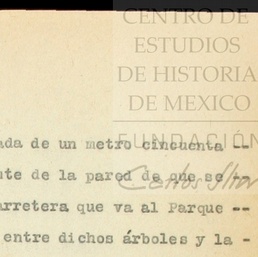 CENTRO DE
ESTUDIOS
DE HISTORIA
DE MEXICO
FUNDACIÓN
Carlos
ada de un metro cincuenta --
te de la pared de que se --
arretera que va al Parque --
entre dichos árboles y la -